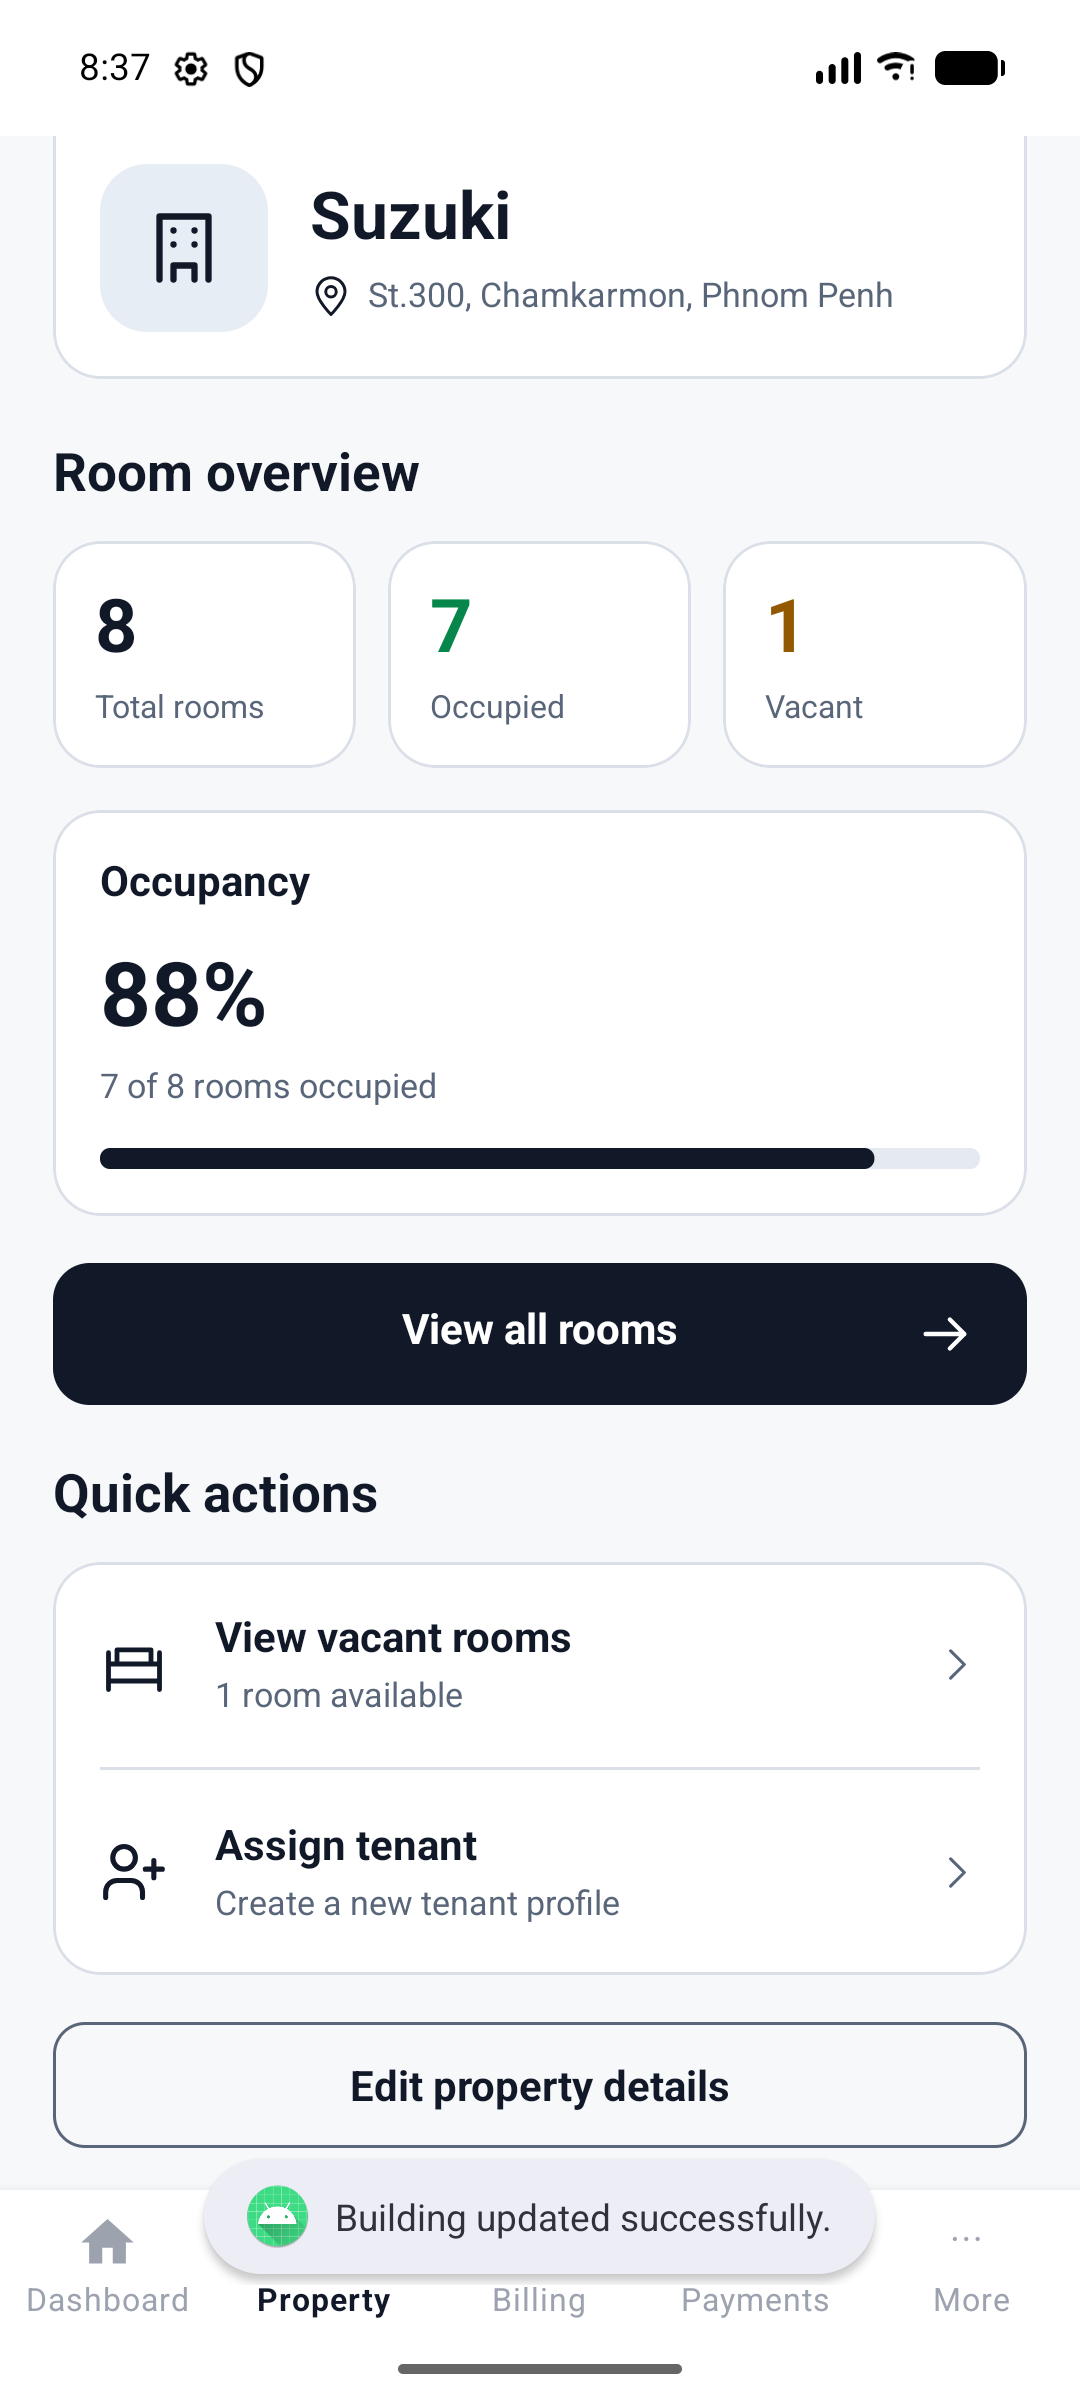 8:37
Suzuki
St.300, Chamkarmon, Phnom Penh
Room overview
8
Total rooms
7
Occupied
1
Vacant
Occupancy
88%
7 of 8 rooms occupied
View all rooms
Quick actions
View vacant rooms
1 room available
Assign tenant
Create a new tenant profile
Edit property details
Building updated successfully.
Dashboard
Property
Billing
Payments
More